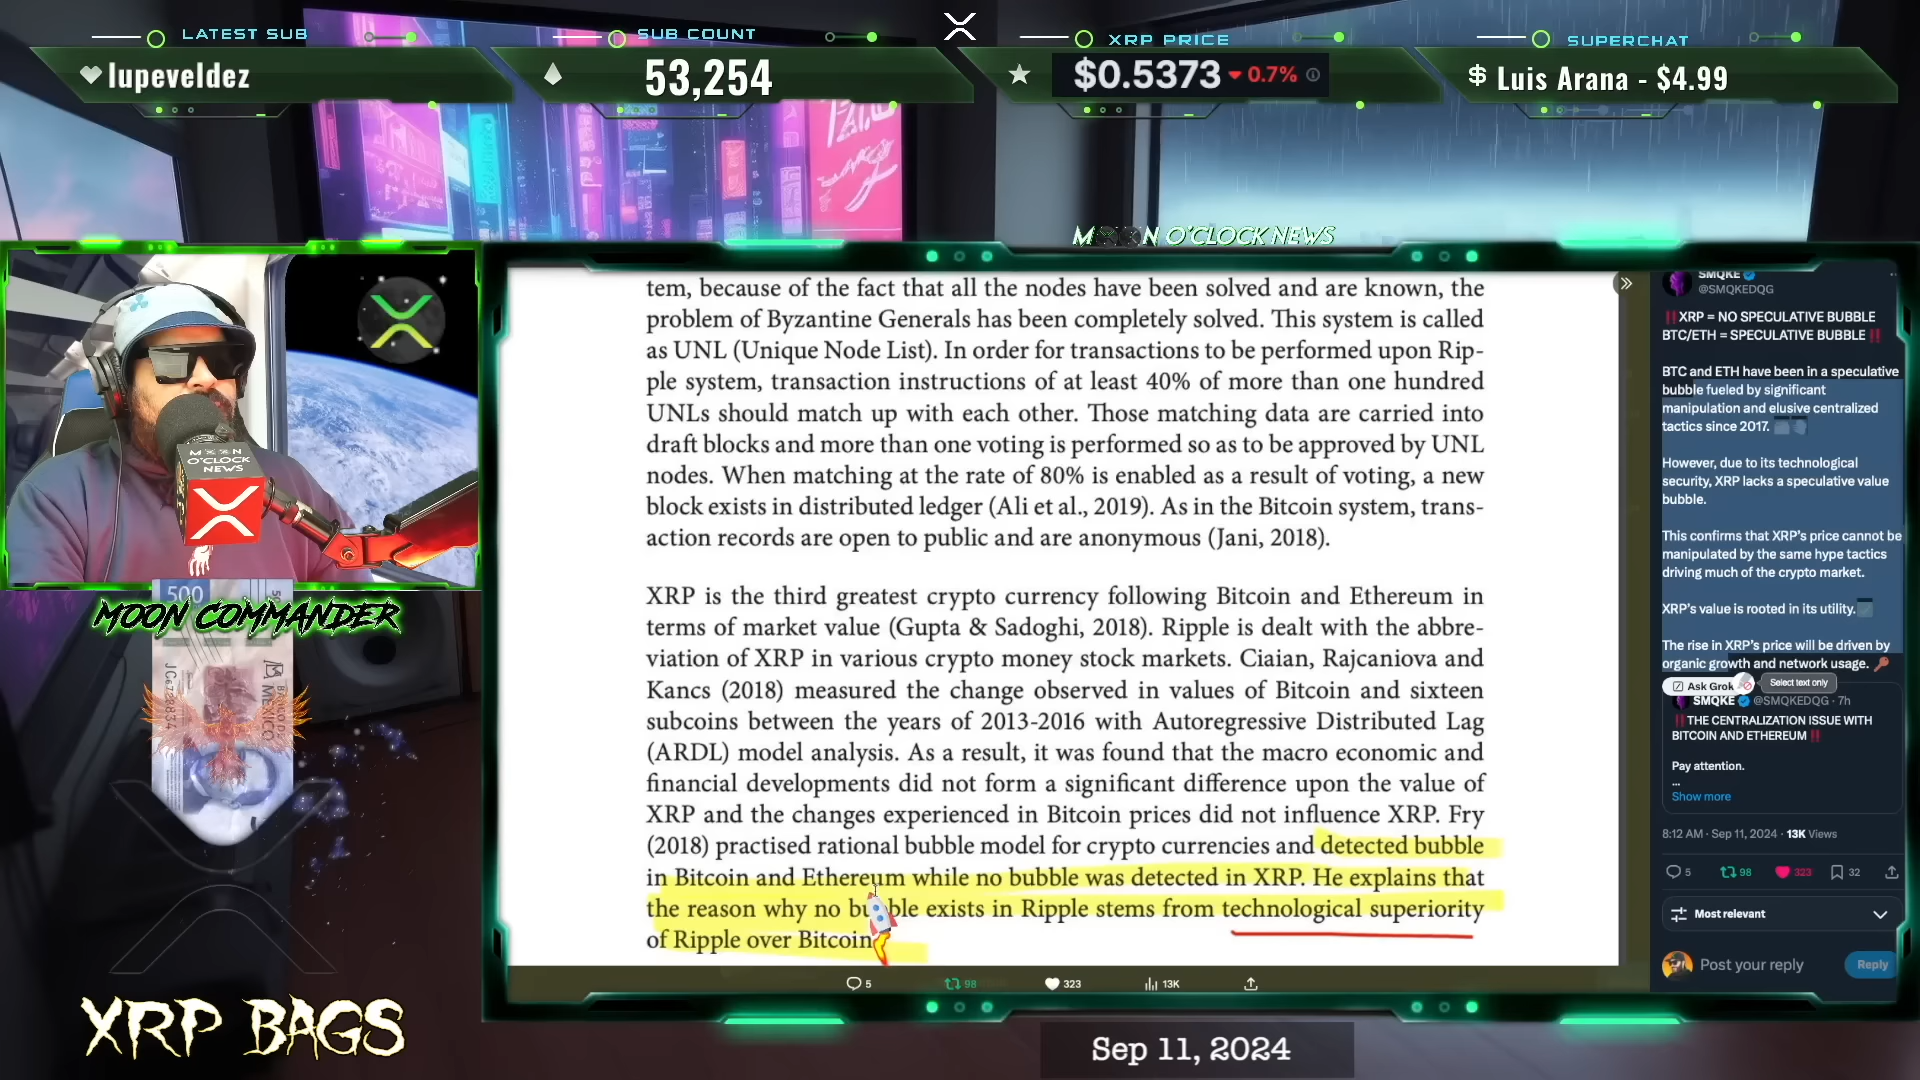 LATEST SUB
lupeveldez
SUB COUNT
53,254
XRP PRICE
$0.5373 0.7%
SUPERCHAT
Luis Arana - $4.99
MOON O'CLOCK NEWS
MOON
O'CLOCK
NEWS
500
MOON COMMANDER
XRP BAGS
tem, because of the fact that all the nodes have been solved and are known, the
problem of Byzantine Generals has been completely solved. This system is called
as UNL (Unique Node List). In order for transactions to be performed upon Rip-
ple system, transaction instructions of at least 40% of more than one hundred
UNLs should match up with each other. Those matching data are carried into
draft blocks and more than one voting is performed so as to be approved by UNL
nodes. When matching at the rate of 80% is enabled as a result of voting, a new
block exists in distributed ledger (Ali et al., 2019). As in the Bitcoin system, trans-
action records are open to public and are anonymous (Jani, 2018).
XRP is the third greatest crypto currency following Bitcoin and Ethereum in
terms of market value (Gupta & Sadoghi, 2018). Ripple is dealt with the abbre-
viation of XRP in various crypto money stock markets. Ciaian, Rajcaniova and
Kancs (2018) measured the change observed in values of Bitcoin and sixteen
subcoins between the years of 2013-2016 with Autoregressive Distributed Lag
(ARDL) model analysis. As a result, it was found that the macro economic and
financial developments did not form a significant difference upon the value of
XRP and the changes experienced in Bitcoin prices did not influence XRP. Fry
(2018) practised rational bubble model for crypto currencies and detected bubble
in Bitcoin and Ethereum while no bubble was detected in XRP. He explains that
the reason why no bubble exists in Ripple stems from technological superiority
of Ripple over Bitcoin
5 98 323 13K
SMQKE
@SMQKEDQG
‼️XRP = NO SPECULATIVE BUBBLE
BTC/ETH = SPECULATIVE BUBBLE ‼️
BTC and ETH have been in a speculative
bubble fueled by significant
manipulation and elusive centralized
tactics since 2017.
However, due to its technological
security, XRP lacks a speculative value
bubble.
This confirms that XRP's price cannot be
manipulated by the same hype tactics
driving much of the crypto market.
XRP's value is rooted in its utility.
The rise in XRP's price will be driven by
organic growth and network usage.
Ask Grok
Select text only
SMQKE @SMQKEDQG · 7h
‼️THE CENTRALIZATION ISSUE WITH
BITCOIN AND ETHEREUM ‼️
Pay attention.
...
Show more
8:12 AM · Sep 11, 2024 · 13K Views
5 98 323 32
Most relevant
Post your reply
Reply
Sep 11, 2024